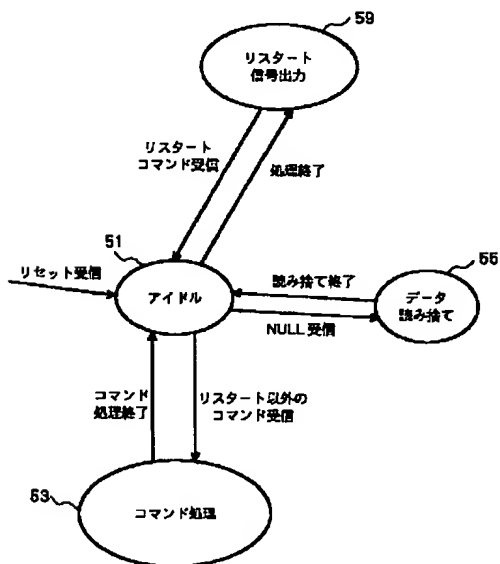 59
リスタート
信号出力
リスタート
コマンド受信
処理終了
51
リセット受信
アイドル
読み捨て終了
NULL 受信
55
データ
読み捨て
コマンド
処理終了
リスタート以外の
コマンド受信
53
コマンド処理